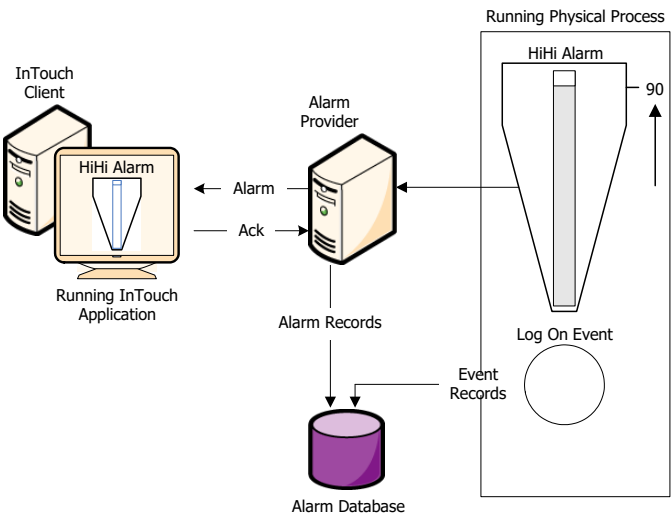 Running Physical Process
HiHi Alarm
90
InTouch
Client
Alarm
Provider
HiHi Alarm
Alarm
Ack
Running InTouch
Application
Alarm Records
Log On Event
Event
Records
Alarm Database